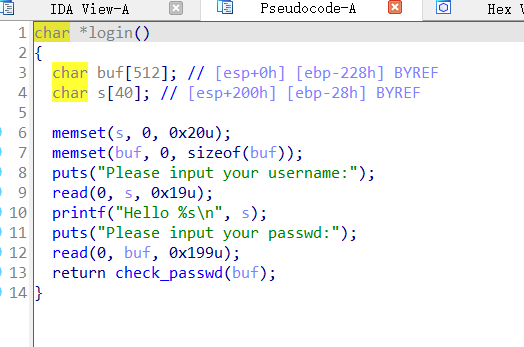 IDA View-A Pseudocode-A Hex V
1 char *login()
2 {
3 char buf[512]; // [esp+0h] [ebp-228h] BYREF
4 char s[40]; // [esp+200h] [ebp-28h] BYREF
5
6 memset(s, 0, 0x20u);
7 memset(buf, 0, sizeof(buf));
8 puts("Please input your username:");
9 read(0, s, 0x19u);
10 printf("Hello %s\n", s);
11 puts("Please input your passwd:");
12 read(0, buf, 0x199u);
13 return check_passwd(buf);
14 }